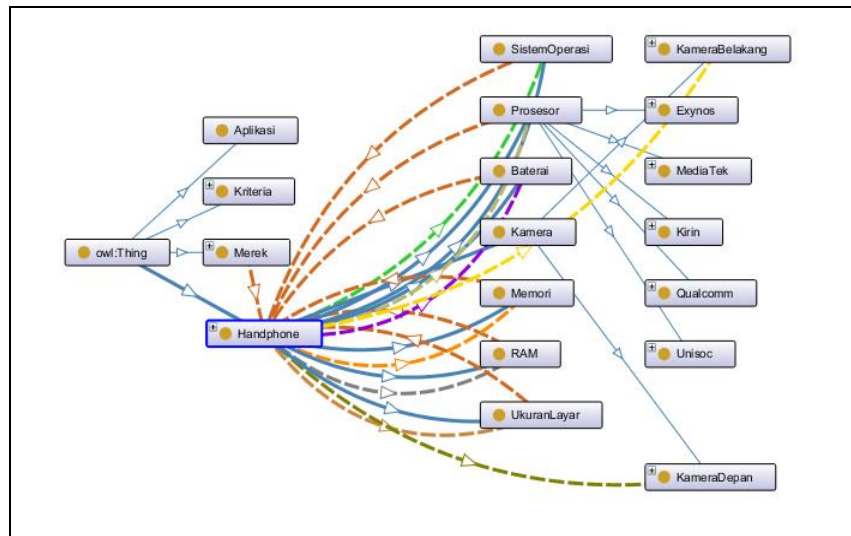 SistemOperasi
KameraBelakang
Prosesor
Exynos
Aplikasi
Baterai
MediaTek
Kriteria
Kamera
Kirin
owl:Thing
Merek
Memori
Qualcomm
Handphone
RAM
Unisoc
UkuranLayar
KameraDepan